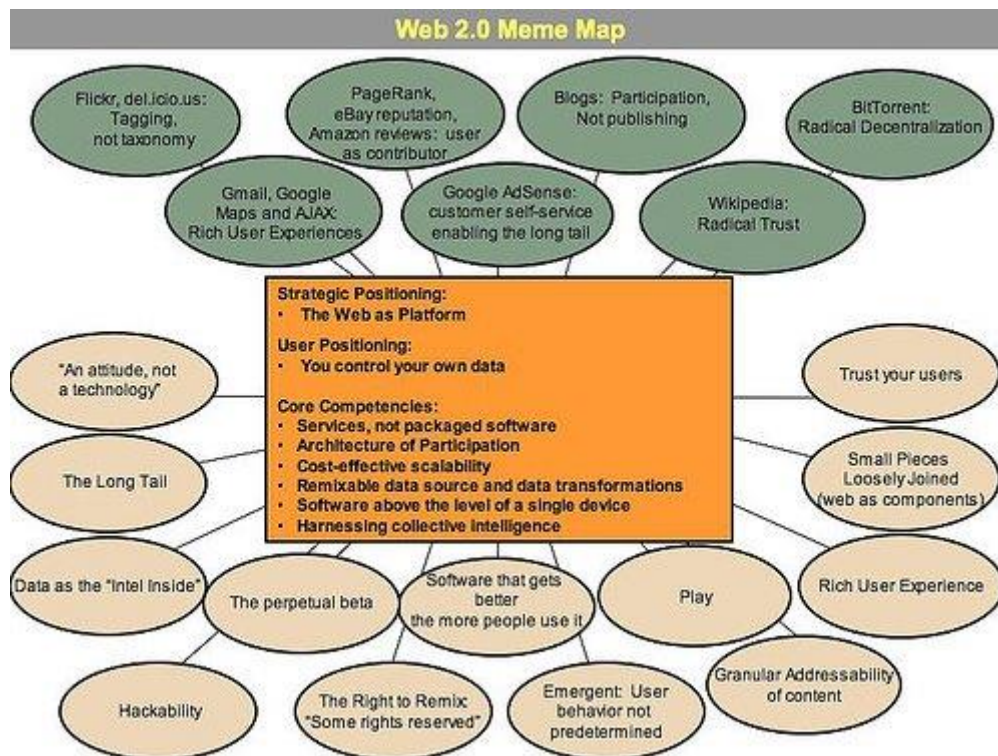 Web 2.0 Meme Map
Flickr, del.icio.us:
Tagging,
not taxonomy
PageRank,
eBay reputation,
Amazon reviews: user
as contributor
Blogs: Participation,
Not publishing
BitTorrent:
Radical Decentralization
Gmail, Google
Maps and AJAX:
Rich User Experiences
Google AdSense:
customer self-service
enabling the long tail
Wikipedia:
Radical Trust
Strategic Positioning:
• The Web as Platform
User Positioning:
• You control your own data
Core Competencies:
• Services, not packaged software
• Architecture of Participation
• Cost-effective scalability
• Remixable data source and data transformations
• Software above the level of a single device
• Harnessing collective intelligence
"An attitude, not
a technology"
Trust your users
The Long Tail
Small Pieces
Loosely Joined
(web as components)
Data as the "Intel Inside"
The perpetual beta
Software that gets
better
the more people use it
Play
Rich User Experience
Hackability
The Right to Remix:
"Some rights reserved"
Emergent: User
behavior not
predetermined
Granular Addressability
of content